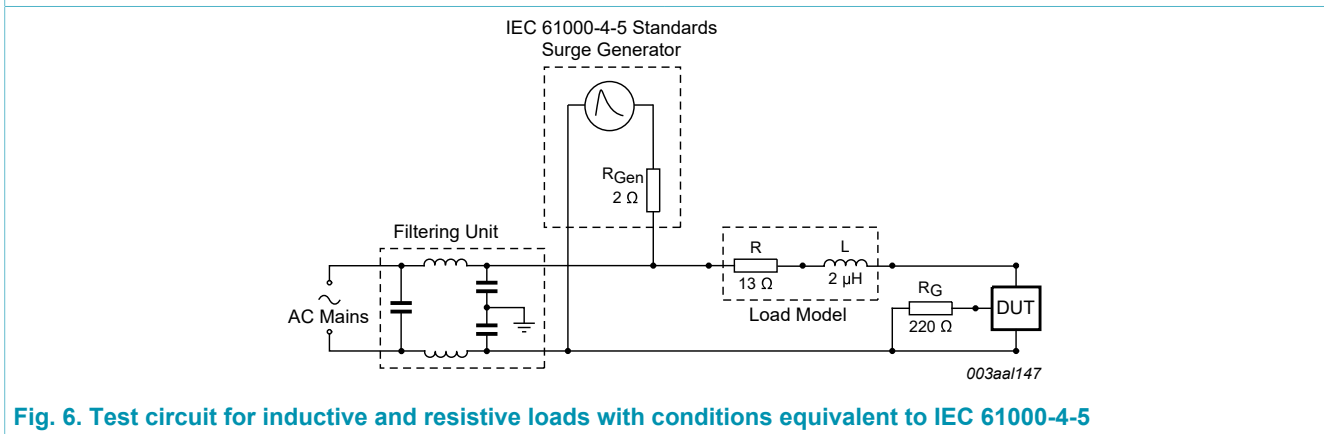 IEC 61000-4-5 Standards
Surge Generator
RGen
2 Ω
Filtering Unit
AC Mains
R
13 Ω
L
2 μH
Load Model
RG
220 Ω
DUT
003aal147
Fig. 6. Test circuit for inductive and resistive loads with conditions equivalent to IEC 61000-4-5